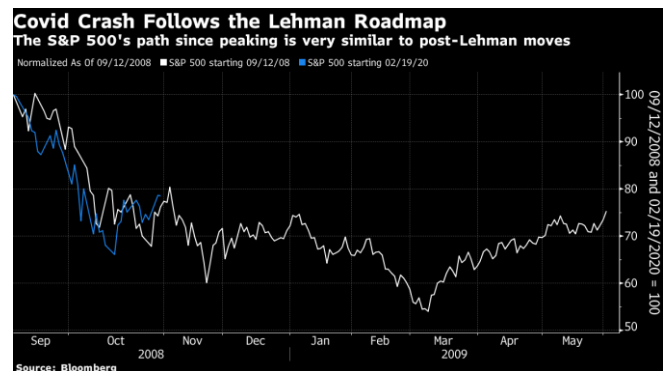 Covid Crash Follows the Lehman Roadmap
The S&P 500's path since peaking is very similar to post-Lehman moves
Normalized As Of 09/12/2008 S&P 500 starting 09/12/08 S&P 500 starting 02/19/20
100
90
80
70
60
50
09/12/2008 and 02/19/2020 = 100
Sep Oct Nov Dec Jan Feb Mar Apr May
2008 2009
Source: Bloomberg